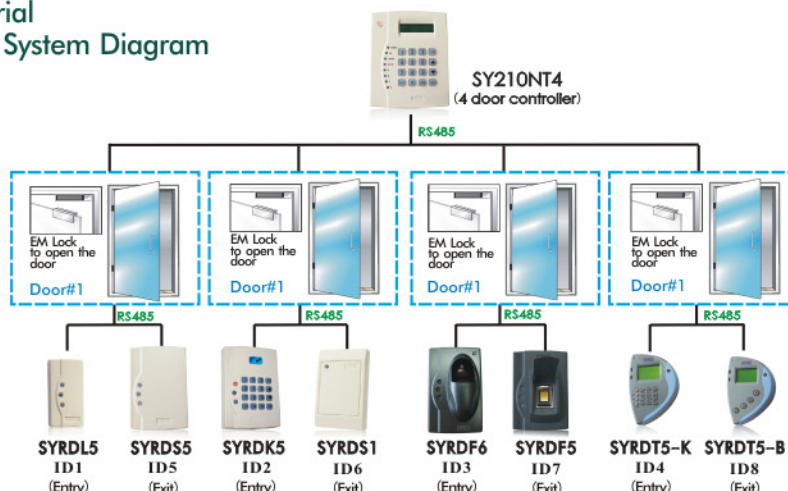 rial
System Diagram
SY210NT4
(4 door controller)
RS485
EM Lock
to open the
door
Door#1
EM Lock
to open the
door
Door#1
EM Lock
to open the
door
Door#1
EM Lock
to open the
door
Door#1
RS485
RS485
RS485
RS485
SYRDL5
ID1
(Entry)
SYRDS5
ID5
(Exit)
SYRDK5
ID2
(Entry)
SYRDS1
ID6
(Exit)
SYRDF6
ID3
(Entry)
SYRDF5
ID7
(Exit)
SYRDT5-K
ID4
(Entry)
SYRDT5-B
ID8
(Exit)